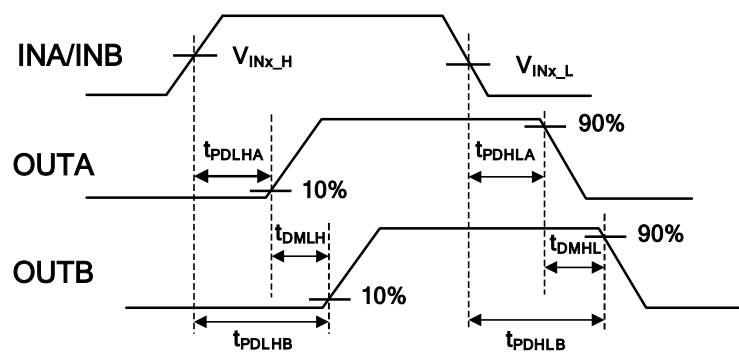 INA/INB
VINx_H
VINx_L
OUTA
tPDLHA
10%
tPDHLA
90%
OUTB
tDMLH
10%
tDMHL
90%
tPDLHB
tPDHLB